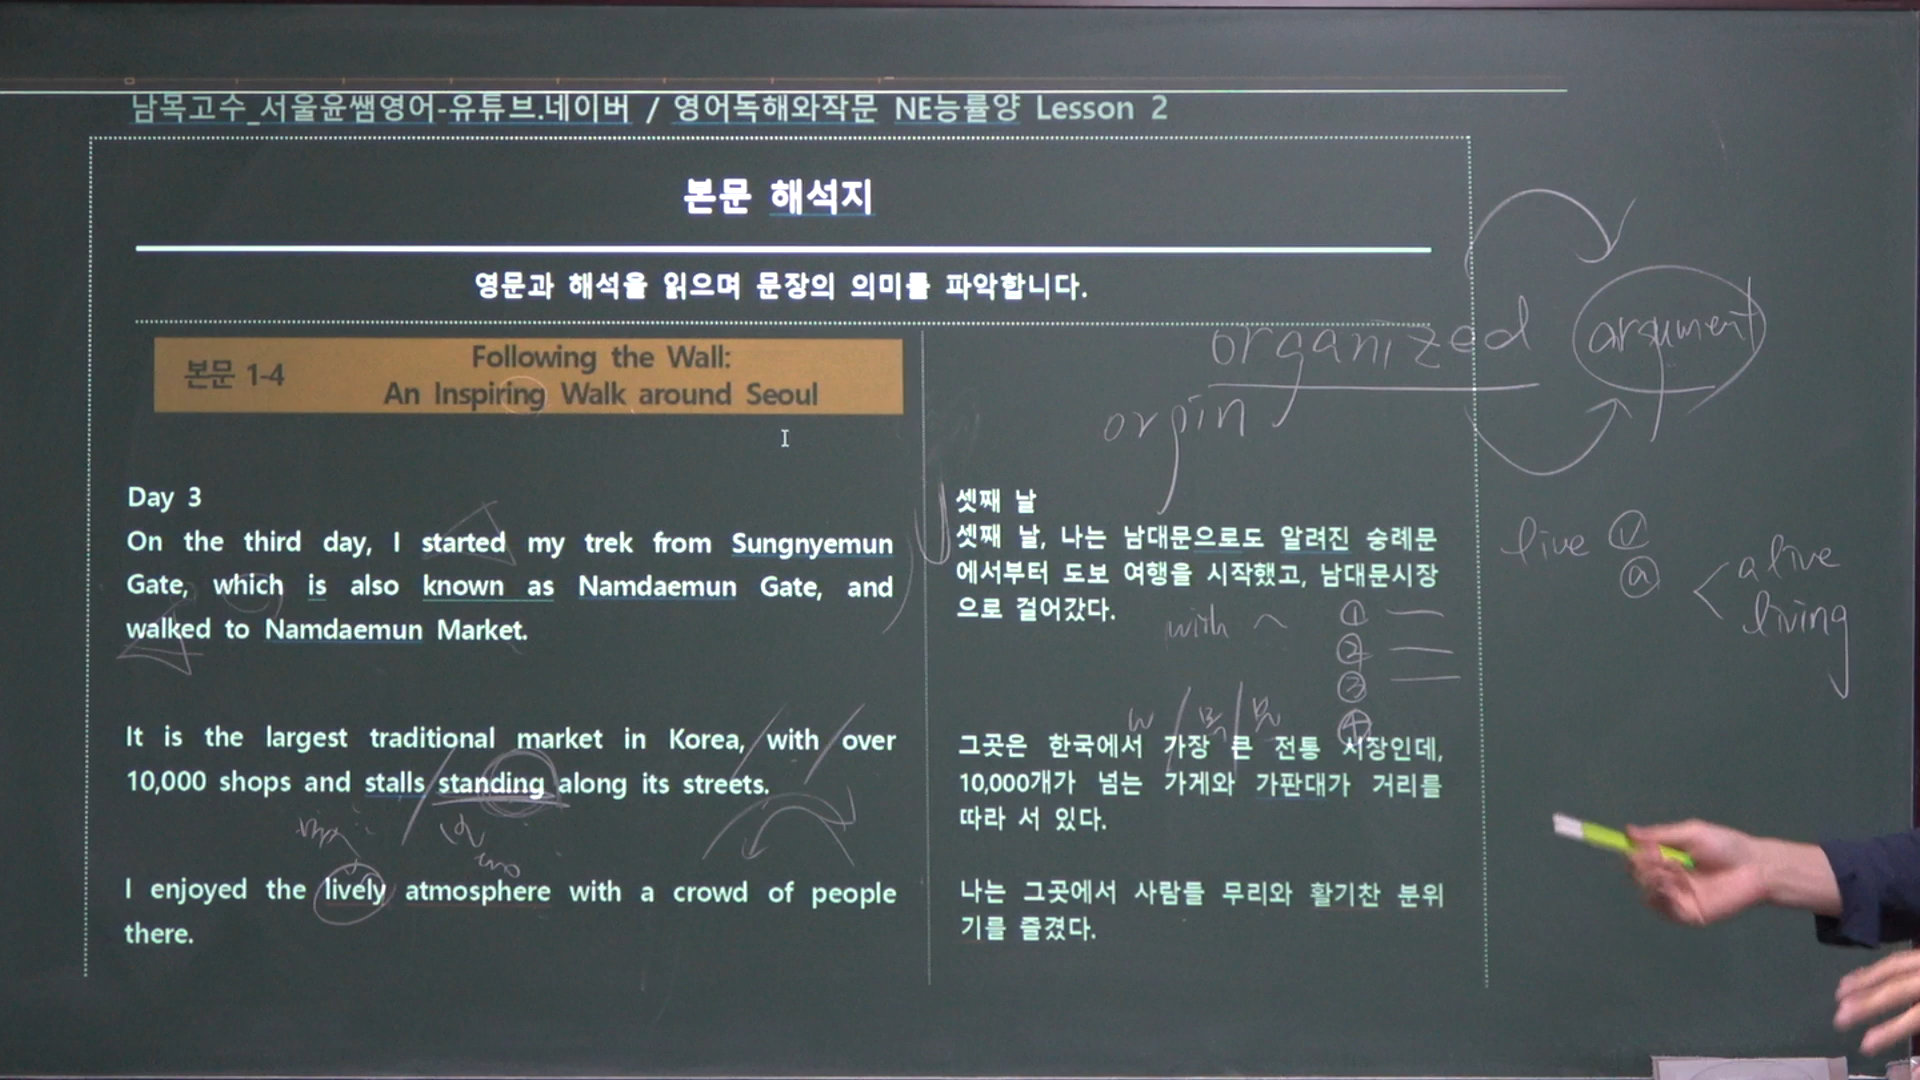 남목고수_서울윤쌤영어-유튜브.네이버 / 영어독해와작문 NE능률양 Lesson 2
본문 해석지
영문과 해석을 읽으며 문장의 의미를 파악합니다.
본문 1-4
Following the Wall:
An Inspiring Walk around Seoul
Day 3
On the third day, I started my trek from Sungnyemun
Gate, which is also known as Namdaemun Gate, and
walked to Namdaemun Market.
It is the largest traditional market in Korea, with over
10,000 shops and stalls standing along its streets.
I enjoyed the lively atmosphere with a crowd of people
there.
셋째 날
셋째 날, 나는 남대문으로도 알려진 숭례문
에서부터 도보 여행을 시작했고, 남대문시장
으로 걸어갔다.
그곳은 한국에서 가장 큰 전통 시장인데,
10,000개가 넘는 가게와 가판대가 거리를
따라 서 있다.
나는 그곳에서 사람들 무리와 활기찬 분위
기를 즐겼다.
organized
argument
live ⓥ
ⓐ
alive
living
with
①
②
③
④